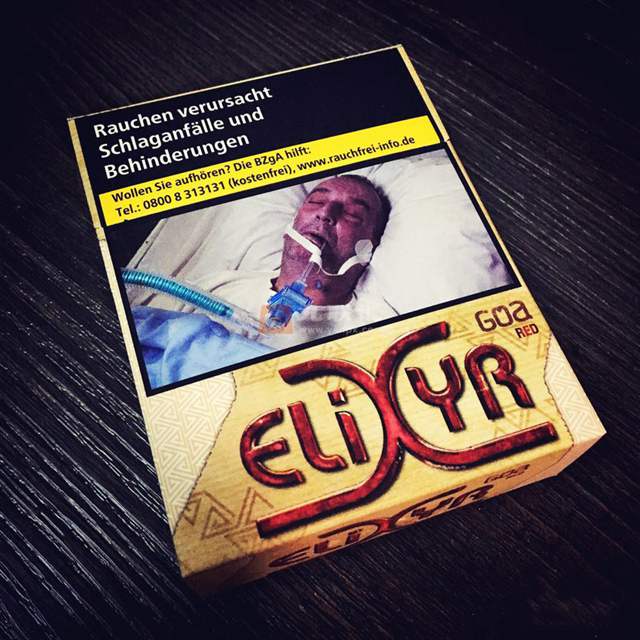 Rauchen verursacht
Schlaganfälle und
Behinderungen
Wollen Sie aufhören? Die BZgA hilft:
Tel.: 0800 8 313131 (kostenfrei), www.rauchfrei-info.de
GOa
RED
ELiXYR
ELiXYR GOa